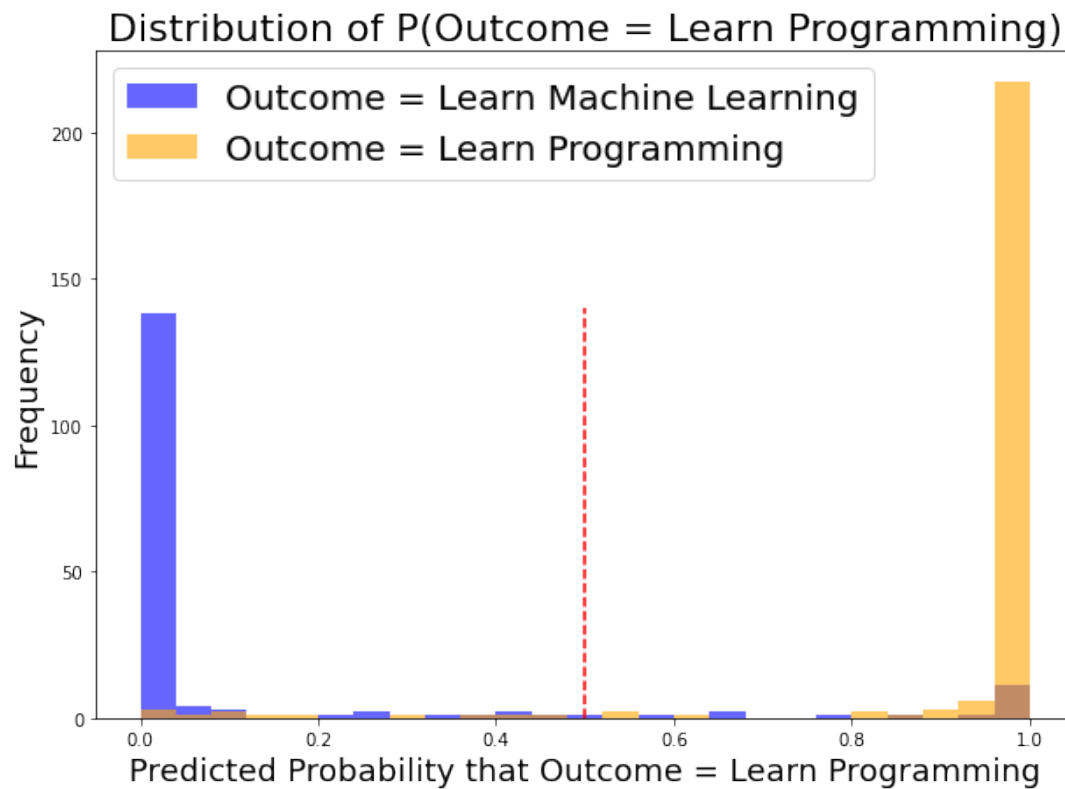 Distribution of P(Outcome = Learn Programming)
Outcome = Learn Machine Learning
Outcome = Learn Programming
Frequency
200
150
100
50
0
0.0 0.2 0.4 0.6 0.8 1.0
Predicted Probability that Outcome = Learn Programming